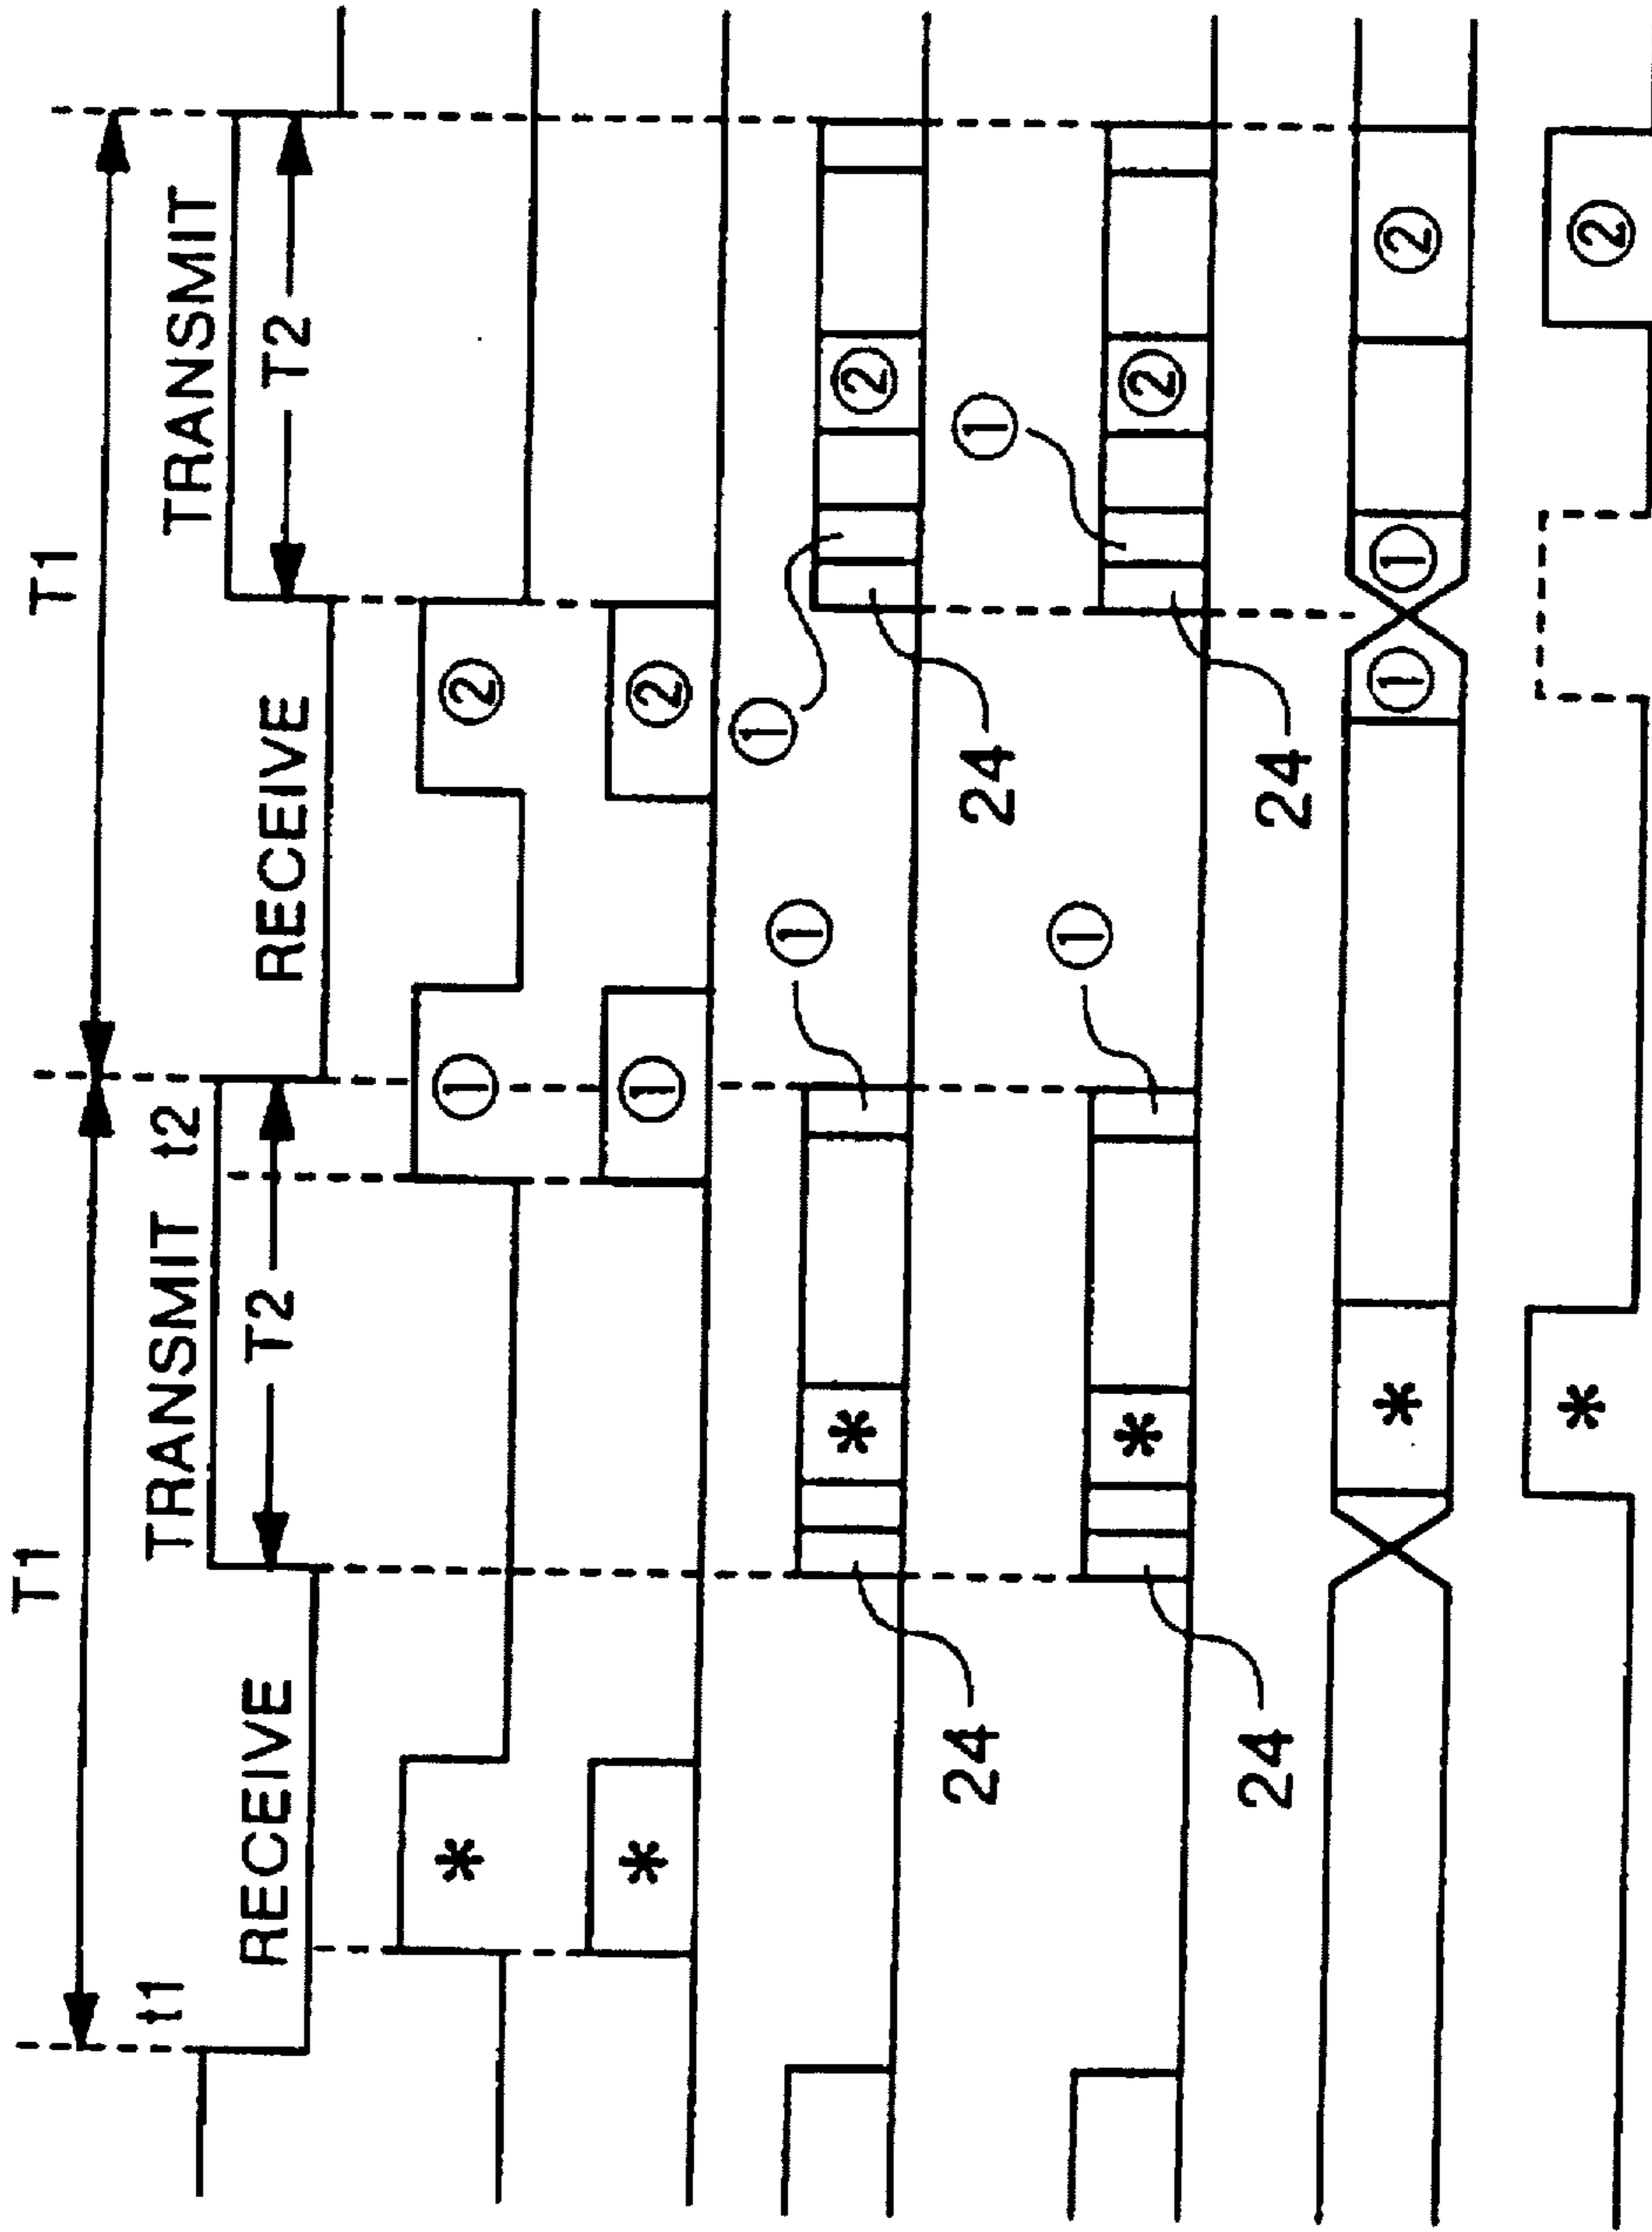 T1 T1
t1 RECEIVE TRANSMIT t2 RECEIVE TRANSMIT
T2 T2
* ① ②
* ① ②
① ①
* ②
24 24
① ①
* ②
24 24
* ① ① ②
* ②